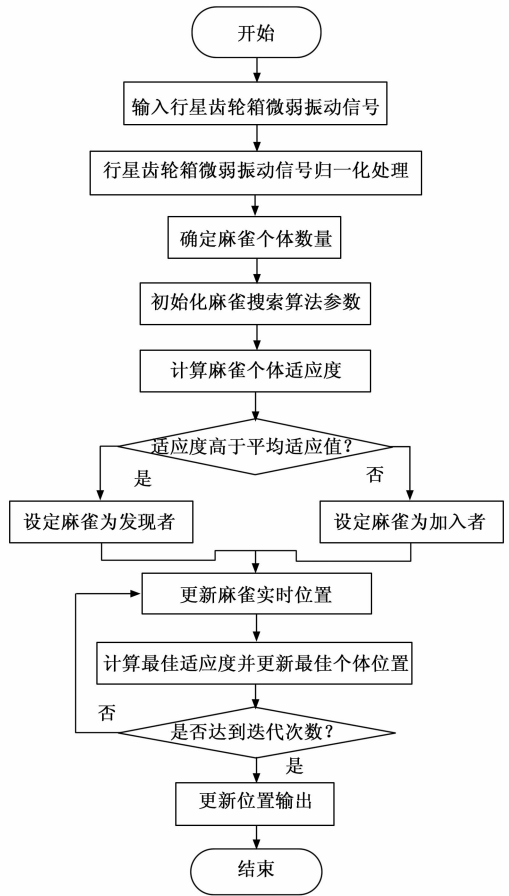 开始
输入行星齿轮箱微弱振动信号
行星齿轮箱微弱振动信号归一化处理
确定麻雀个体数量
初始化麻雀搜索算法参数
计算麻雀个体适应度
适应度高于平均适应值?
是
否
设定麻雀为发现者
设定麻雀为加入者
更新麻雀实时位置
计算最佳适应度并更新最佳个体位置
否
是否达到迭代次数?
是
更新位置输出
结束